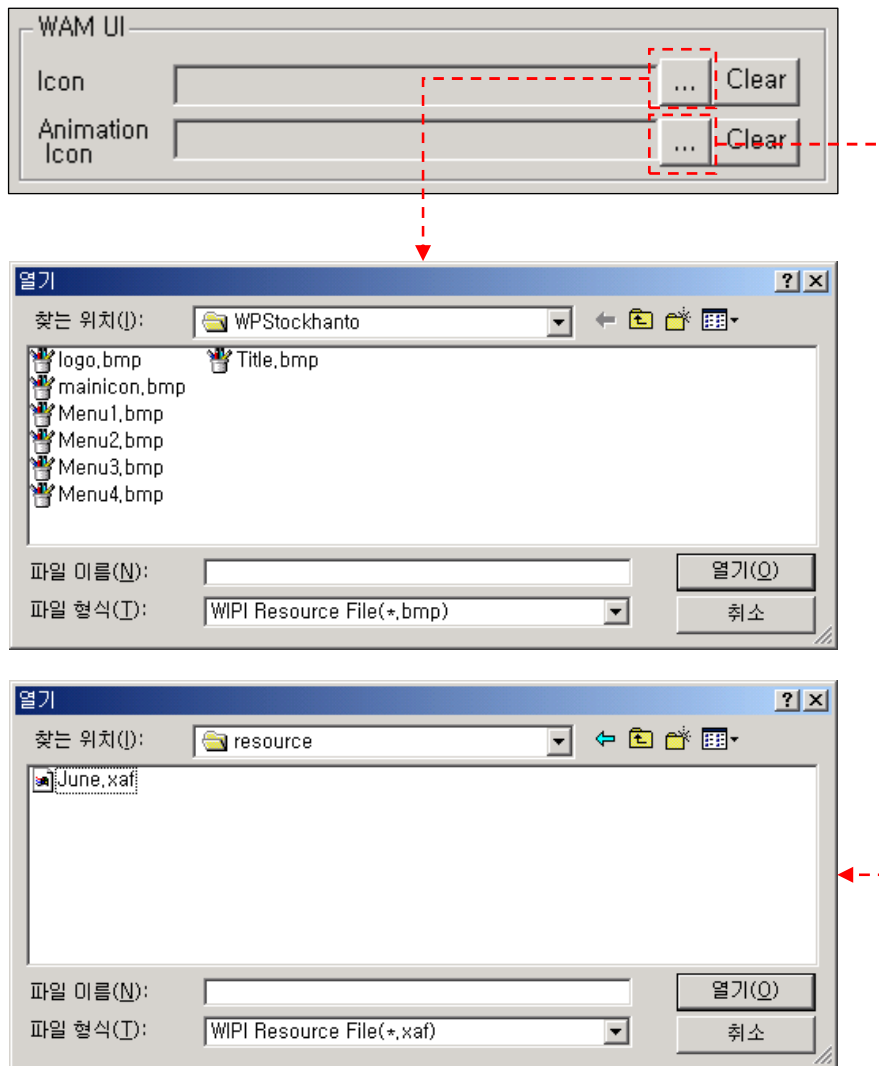 WAM UI
Icon
... Clear
Animation
Icon
... Clear
열기
찾는 위치(I): WPStockhanto
logo.bmp Title.bmp
mainicon.bmp
Menu1.bmp
Menu2.bmp
Menu3.bmp
Menu4.bmp
파일 이름(N): 열기(O)
파일 형식(T): WIPI Resource File(*.bmp) 취소
열기
찾는 위치(I): resource
June.xaf
파일 이름(N): 열기(O)
파일 형식(T): WIPI Resource File(*.xaf) 취소